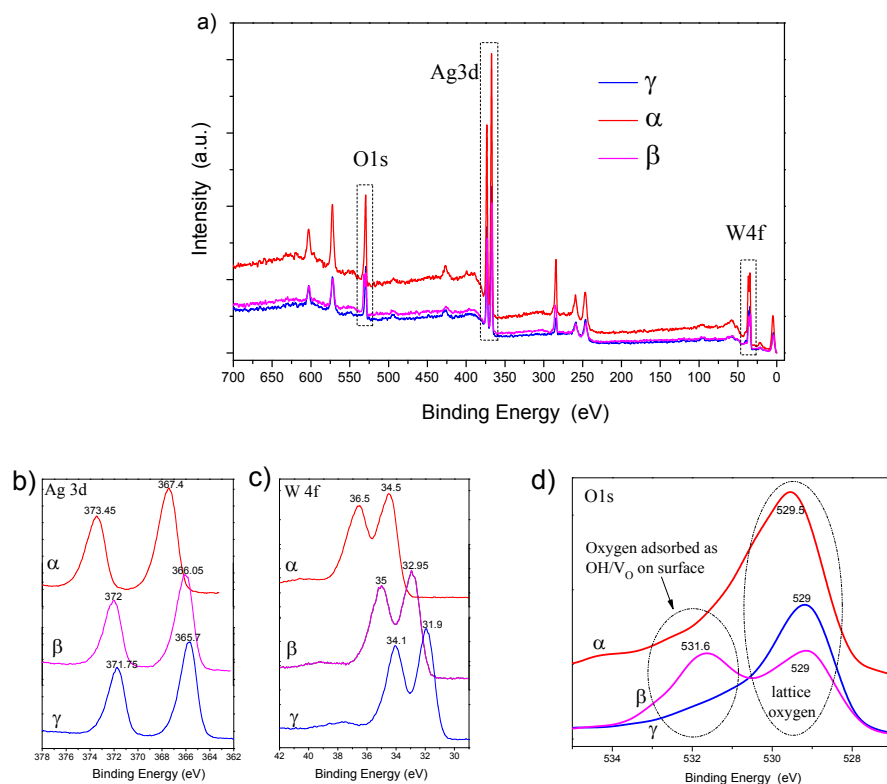 a)
Ag3d
γ
α
β
O1s
W4f
Intensity (a.u.)
700 650 600 550 500 450 400 350 300 250 200 150 100 50 0
Binding Energy (eV)
b)
Ag 3d
373.45
367.4
α
372
366.05
β
371.75
365.7
γ
378 376 374 372 370 368 366 364 362
Binding Energy (eV)
c)
W 4f
36.5
34.5
α
35
32.95
β
34.1
31.9
γ
42 40 38 36 34 32 30
Binding Energy (eV)
d)
O1s
529.5
Oxygen adsorbed as
OH/VO on surface
α
529
531.6
529
β
lattice
oxygen
γ
534 532 530 528
Binding Energy (eV)